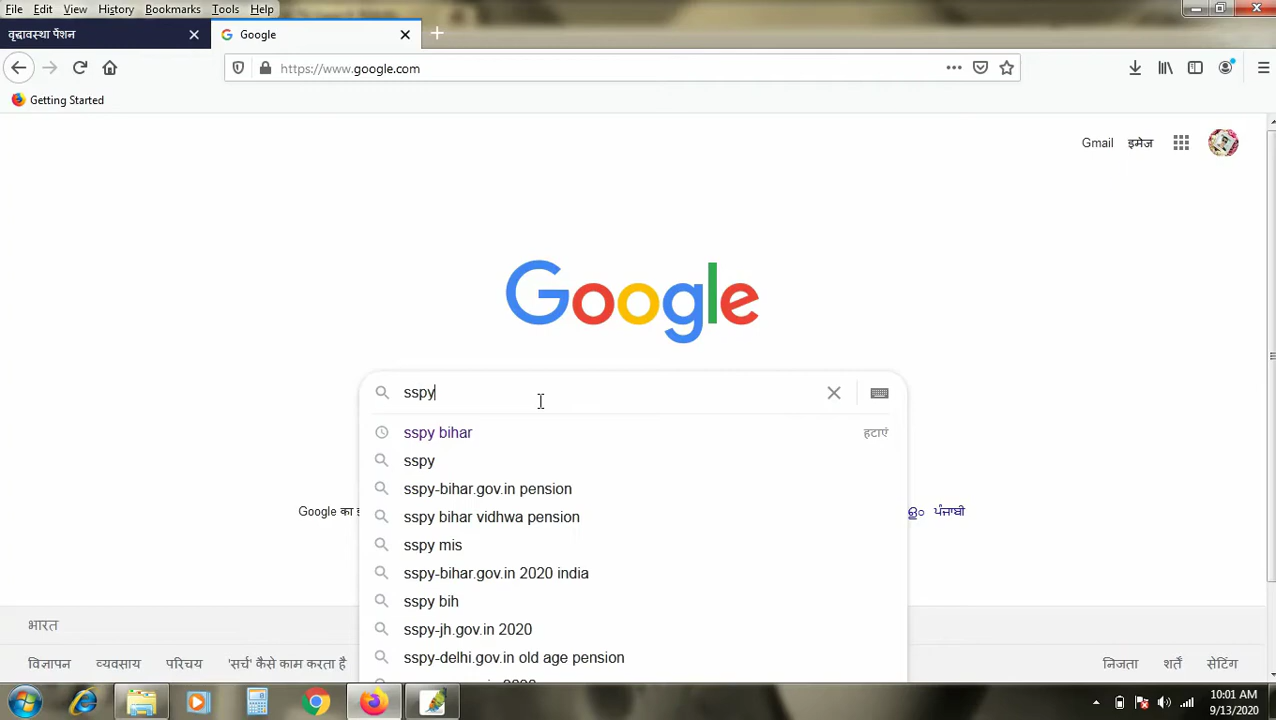 File Edit View History Bookmarks Tools Help
वृद्धावस्था पेंशन
Google
https://www.google.com
Getting Started
Gmail इमेज
Google
sspy
sspy bihar हटाएं
sspy
sspy-bihar.gov.in pension
sspy bihar vidhwa pension
Google का ਪੰਜਾਬੀ
sspy mis
sspy-bihar.gov.in 2020 india
sspy bih
भारत
sspy-jh.gov.in 2020
sspy-delhi.gov.in old age pension
विज्ञापन व्यवसाय परिचय 'सर्च' कैसे काम करता है निजता शर्तें सेटिंग
10:01 AM
9/13/2020